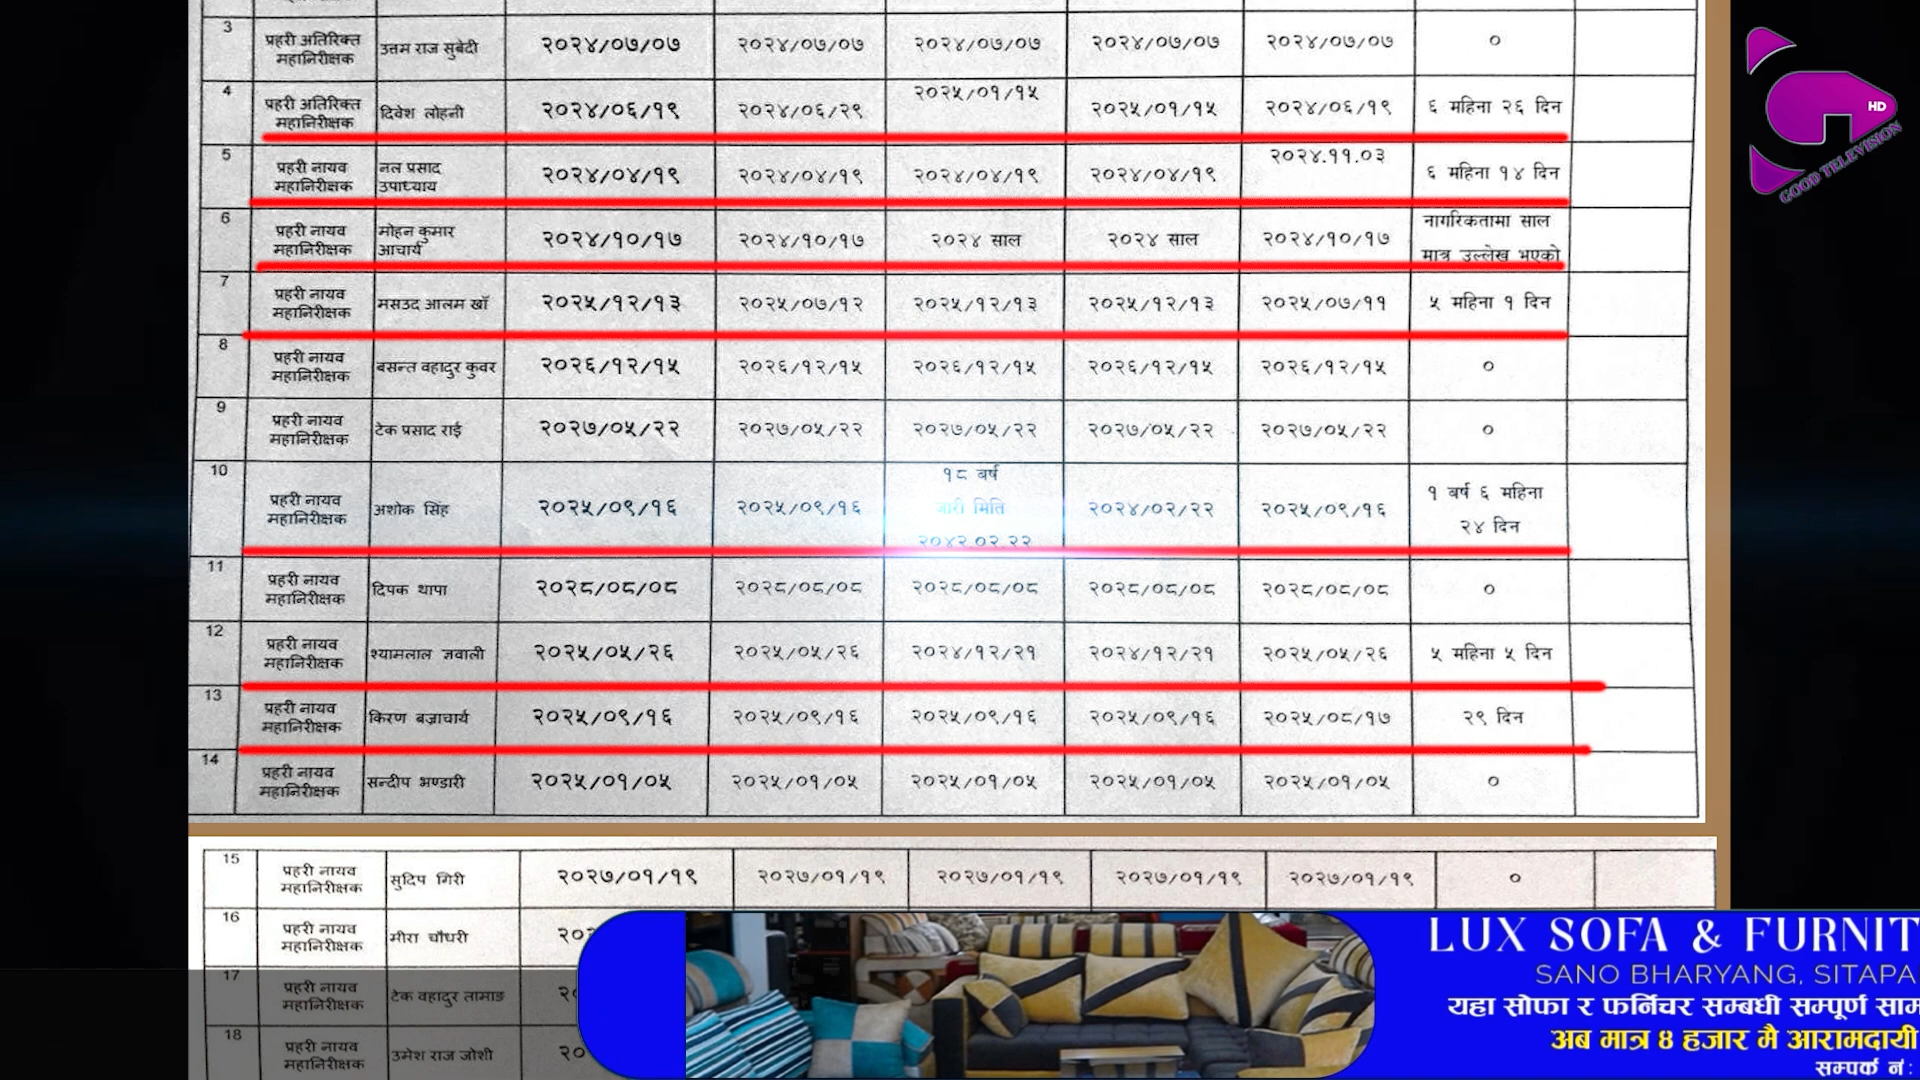 3 प्रहरी अतिरिक्त महानिरीक्षक उत्तम राज सुबेदी २०२४/०७/०७ २०२४/०७/०७ २०२४/०७/०७ २०२४/०७/०७ २०२४/०७/०७ ०
4 प्रहरी अतिरिक्त महानिरीक्षक दिवेश लोहनी २०२४/०६/१९ २०२४/०६/२९ २०२५/०१/१५ २०२५/०१/१५ २०२४/०६/१९ ६ महिना २६ दिन
5 प्रहरी नायव महानिरीक्षक नल प्रसाद उपाध्याय २०२४/०४/१९ २०२४/०४/१९ २०२४/०४/१९ २०२४/०४/१९ २०२४.११.०३ ६ महिना १४ दिन
6 प्रहरी नायव महानिरीक्षक मोहन कुमार आचार्य २०२४/१०/१७ २०२४/१०/१७ २०२४ साल २०२४ साल २०२४/१०/१७ नागरिकतामा साल मात्र उल्लेख भएको
7 प्रहरी नायव महानिरीक्षक मसउद आलम खाँ २०२५/१२/१३ २०२५/०७/१२ २०२५/१२/१३ २०२५/१२/१३ २०२५/०७/११ ५ महिना १ दिन
8 प्रहरी नायव महानिरीक्षक बसन्त वहादुर कुवर २०२६/१२/१५ २०२६/१२/१५ २०२६/१२/१५ २०२६/१२/१५ २०२६/१२/१५ ०
9 प्रहरी नायव महानिरीक्षक टेक प्रसाद राई २०२७/०५/२२ २०२७/०५/२२ २०२७/०५/२२ २०२७/०५/२२ २०२७/०५/२२ ०
10 प्रहरी नायव महानिरीक्षक अशोक सिंह २०२५/०९/१६ २०२५/०९/१६ १८ बर्ष जारी मिति २०४२.०२.२२ २०२४/०२/२२ २०२५/०९/१६ १ बर्ष ६ महिना २४ दिन
11 प्रहरी नायव महानिरीक्षक दिपक थापा २०२८/०८/०८ २०२८/०८/०८ २०२८/०८/०८ २०२८/०८/०८ २०२८/०८/०८ ०
12 प्रहरी नायव महानिरीक्षक श्यामलाल ज्ञवाली २०२५/०५/२६ २०२५/०५/२६ २०२४/१२/२१ २०२४/१२/२१ २०२५/०५/२६ ५ महिना ५ दिन
13 प्रहरी नायव महानिरीक्षक किरण बज्राचार्य २०२५/०९/१६ २०२५/०९/१६ २०२५/०९/१६ २०२५/०९/१६ २०२५/०८/१७ २९ दिन
14 प्रहरी नायव महानिरीक्षक सन्दीप भण्डारी २०२५/०१/०५ २०२५/०१/०५ २०२५/०१/०५ २०२५/०१/०५ २०२५/०१/०५ ०
15 प्रहरी नायव महानिरीक्षक सुदिप गिरी २०२७/०१/१९ २०२७/०१/१९ २०२७/०१/१९ २०२७/०१/१९ २०२७/०१/१९ ०
16 प्रहरी नायव महानिरीक्षक मीरा चौधरी
17 प्रहरी नायव महानिरीक्षक टेक वहादुर तामाङ
18 प्रहरी नायव महानिरीक्षक उमेश राज जोशी
HD
GOOD TELEVISION
LUX SOFA & FURNIT
SANO BHARYANG, SITAPA
यहा सोफा र फर्निचर सम्बधी सम्पूर्ण साम
अब मात्र ४ हजार मै आरामदायी
सम्पर्क नं :